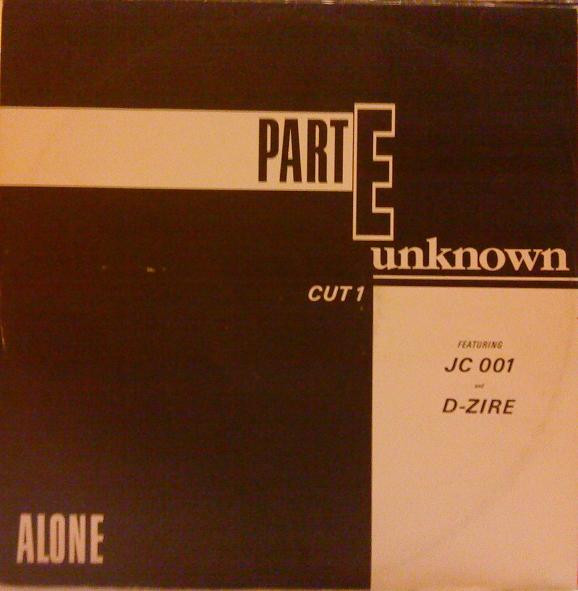 PART E
unknown
CUT 1
FEATURING
JC 001
and
D-ZIRE
ALONE